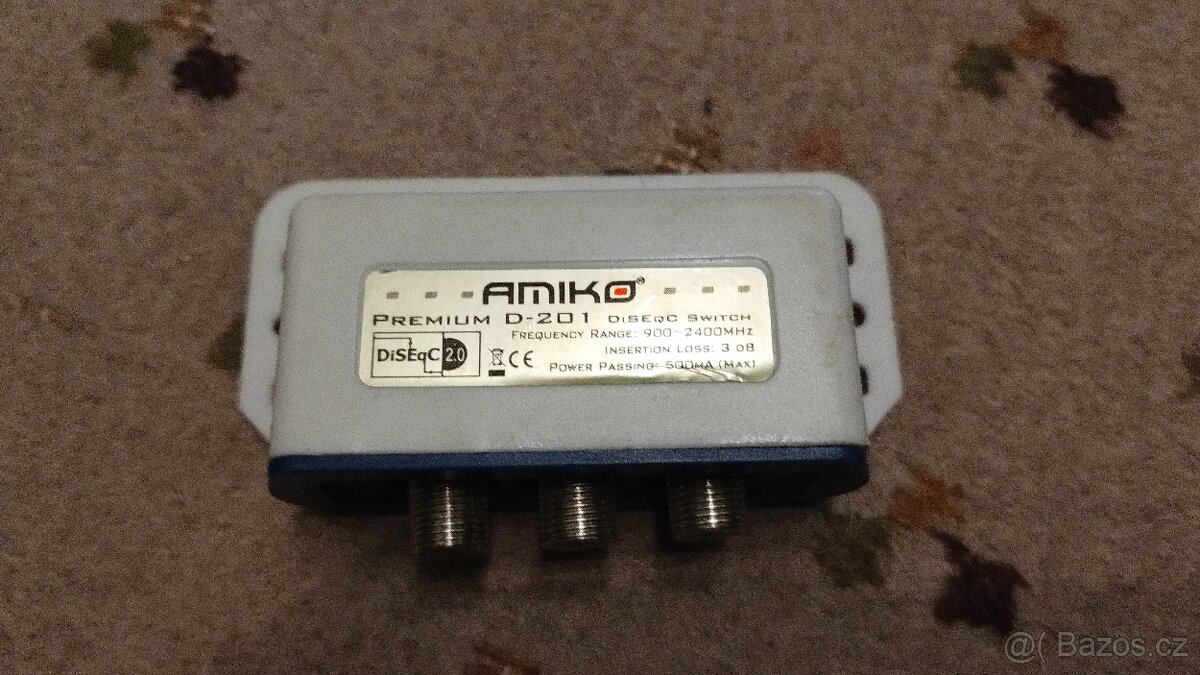 AMIKO®
PREMIUM D-201 DiSEqC SWITCH
FREQUENCY RANGE: 900~2400MHz
DiSEqC 2.0
CE
INSERTION LOSS: 3 dB
POWER PASSING: 500mA (MAX)
@( Bazos.cz